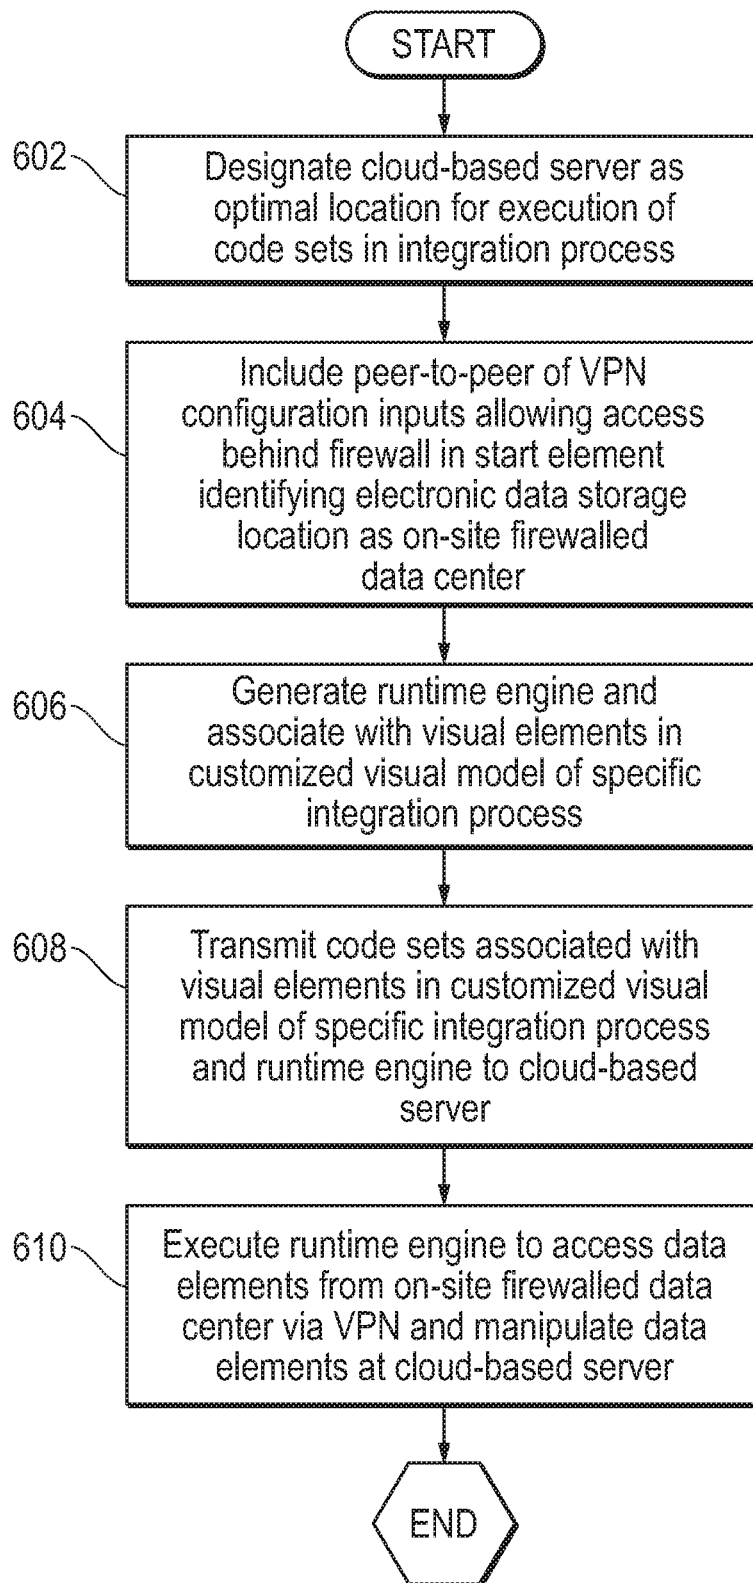 START
602
Designate cloud-based server as
optimal location for execution of
code sets in integration process
604
Include peer-to-peer of VPN
configuration inputs allowing access
behind firewall in start element
identifying electronic data storage
location as on-site firewalled
data center
606
Generate runtime engine and
associate with visual elements in
customized visual model of specific
integration process
608
Transmit code sets associated with
visual elements in customized visual
model of specific integration process
and runtime engine to cloud-based
server
610
Execute runtime engine to access data
elements from on-site firewalled data
center via VPN and manipulate data
elements at cloud-based server
END